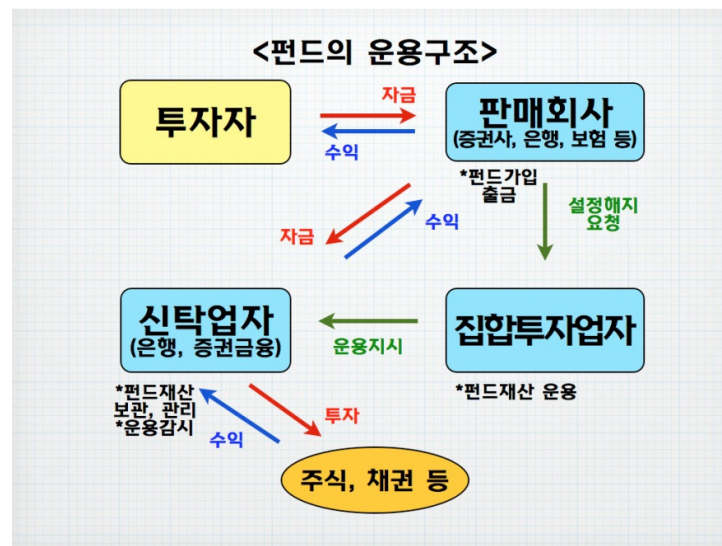 <펀드의 운용구조>
투자자
자금
수익
판매회사
(증권사, 은행, 보험 등)
*펀드가입
출금
설정해지
요청
자금
수익
신탁업자
(은행, 증권금융)
운용지시
집합투자업자
*펀드재산
보관, 관리
*운용감시
*펀드재산 운용
수익
투자
주식, 채권 등